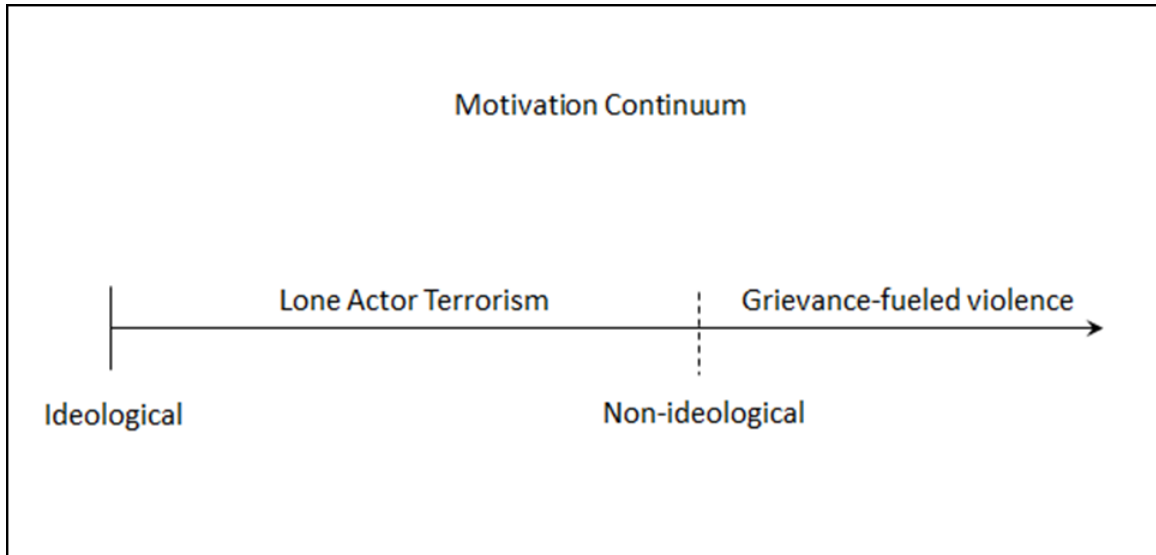 Motivation Continuum
Lone Actor Terrorism
Grievance-fueled violence
Ideological
Non-ideological